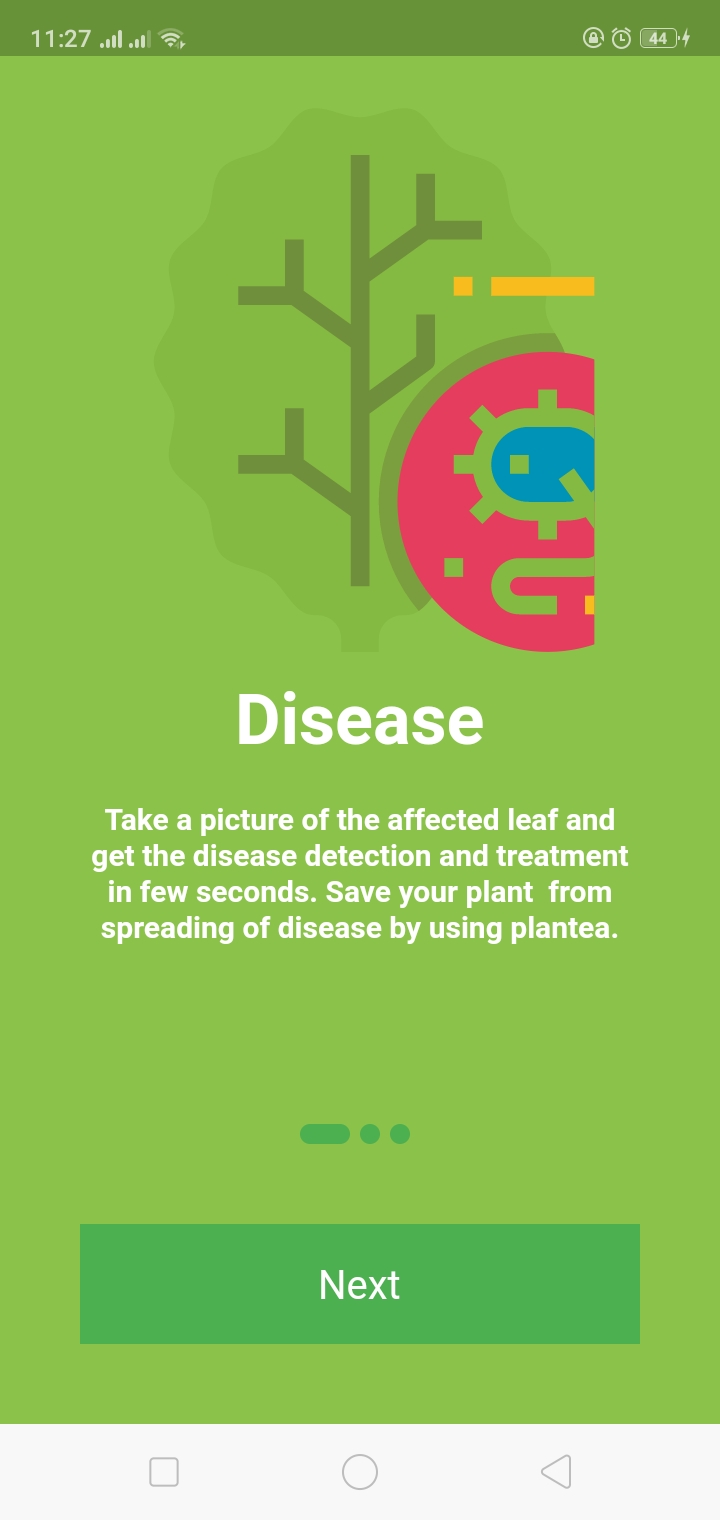 11:27
44
Disease
Take a picture of the affected leaf and
get the disease detection and treatment
in few seconds. Save your plant  from
spreading of disease by using plantea.
Next